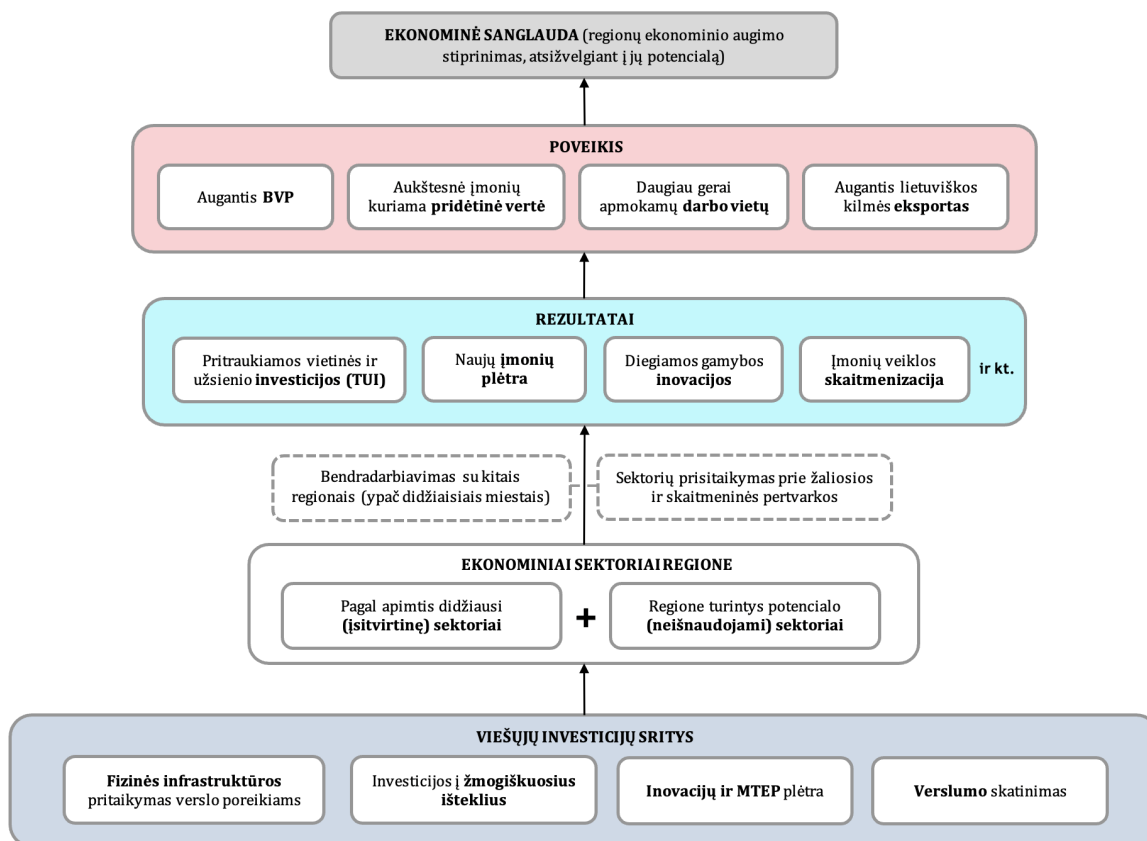 EKONOMINĖ SANGLAUDA (regionų ekonominio augimo
stiprinimas, atsižvelgiant į jų potencialą)
POVEIKIS
Augantis BVP
Aukštesnė įmonių
kuriama pridėtinė vertė
Daugiau gerai
apmokamų darbo vietų
Augantis lietuviškos
kilmės eksportas
REZULTATAI
Pritraukiamos vietinės ir
užsienio investicijos (TUI)
Naujų įmonių
plėtra
Diegiamos gamybos
inovacijos
Įmonių veiklos
skaitmenizacija
ir kt.
Bendradarbiavimas su kitais
regionais (ypač didžiaisiais miestais)
Sektorių prisitaikymas prie žaliosios
ir skaitmeninės pertvarkos
EKONOMINIAI SEKTORIAI REGIONE
Pagal apimtis didžiausi
(įsitvirtinę) sektoriai
+
Regione turintys potencialo
(neišnaudojami) sektoriai
VIEŠŲJŲ INVESTICIJŲ SRITYS
Fizinės infrastruktūros
pritaikymas verslo poreikiams
Investicijos į žmogiškuosius
išteklius
Inovacijų ir MTEP plėtra
Verslumo skatinimas